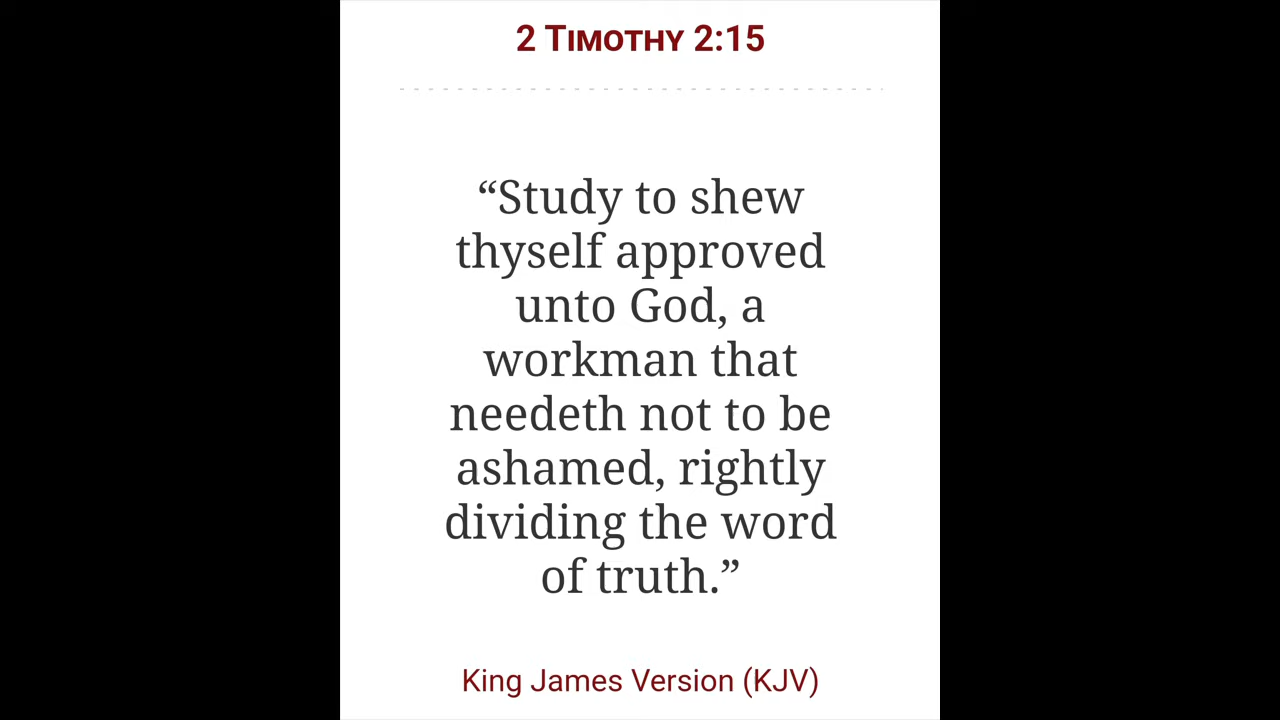 2 Timothy 2:15
“Study to shew
thyself approved
unto God, a
workman that
needeth not to be
ashamed, rightly
dividing the word
of truth.”
King James Version (KJV)